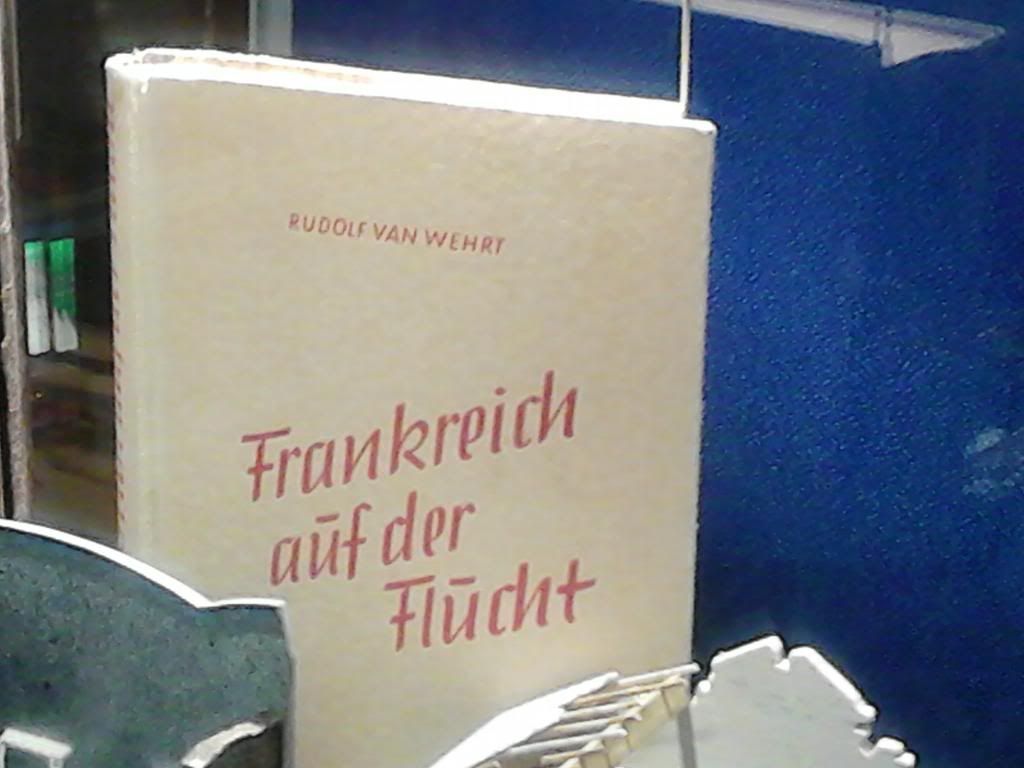 RUDOLF VAN WEHRT
Frankreich
auf der
Flucht